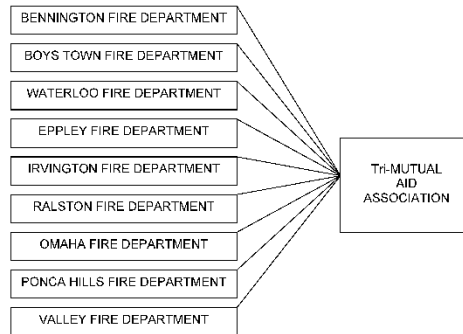 BENNINGTON FIRE DEPARTMENT
BOYS TOWN FIRE DEPARTMENT
WATERLOO FIRE DEPARTMENT
EPPLEY FIRE DEPARTMENT
IRVINGTON FIRE DEPARTMENT
RALSTON FIRE DEPARTMENT
OMAHA FIRE DEPARTMENT
PONCA HILLS FIRE DEPARTMENT
VALLEY FIRE DEPARTMENT
Tri-MUTUAL
AID
ASSOCIATION